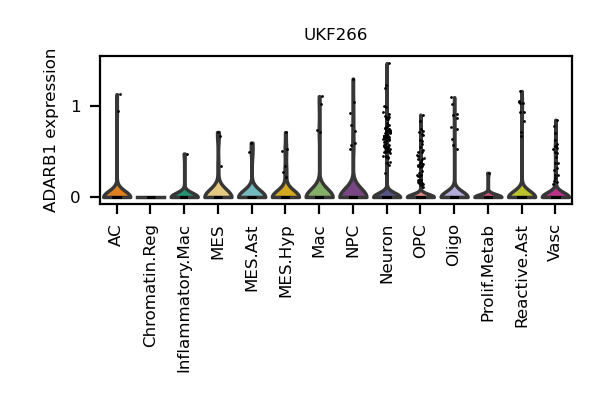 UKF266
ADARB1 expression
1
0
AC
Chromatin.Reg
Inflammatory.Mac
MES
MES.Ast
MES.Hyp
Mac
NPC
Neuron
OPC
Oligo
Prolif.Metab
Reactive.Ast
Vasc